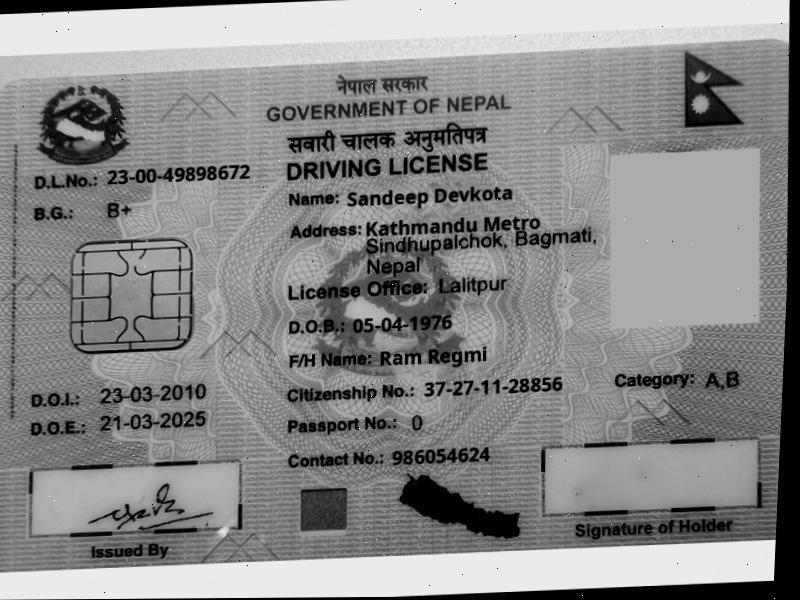 नेपाल सरकार
GOVERNMENT OF NEPAL
सवारी चालक अनुमतिपत्र
DRIVING LICENSE
D.L.No.: 23-00-49898672
B.G.: B+
Name: Sandeep Devkota
Address: Kathmandu Metro
Sindhupalchok, Bagmati,
Nepal
License Office: Lalitpur
D.O.B.: 05-04-1976
F/H Name: Ram Regmi
D.O.I.: 23-03-2010
Citizenship No.: 37-27-11-28856
Category: A,B
D.O.E.: 21-03-2025
Passport No.: 0
Contact No.: 986054624
Issued By
Signature of Holder